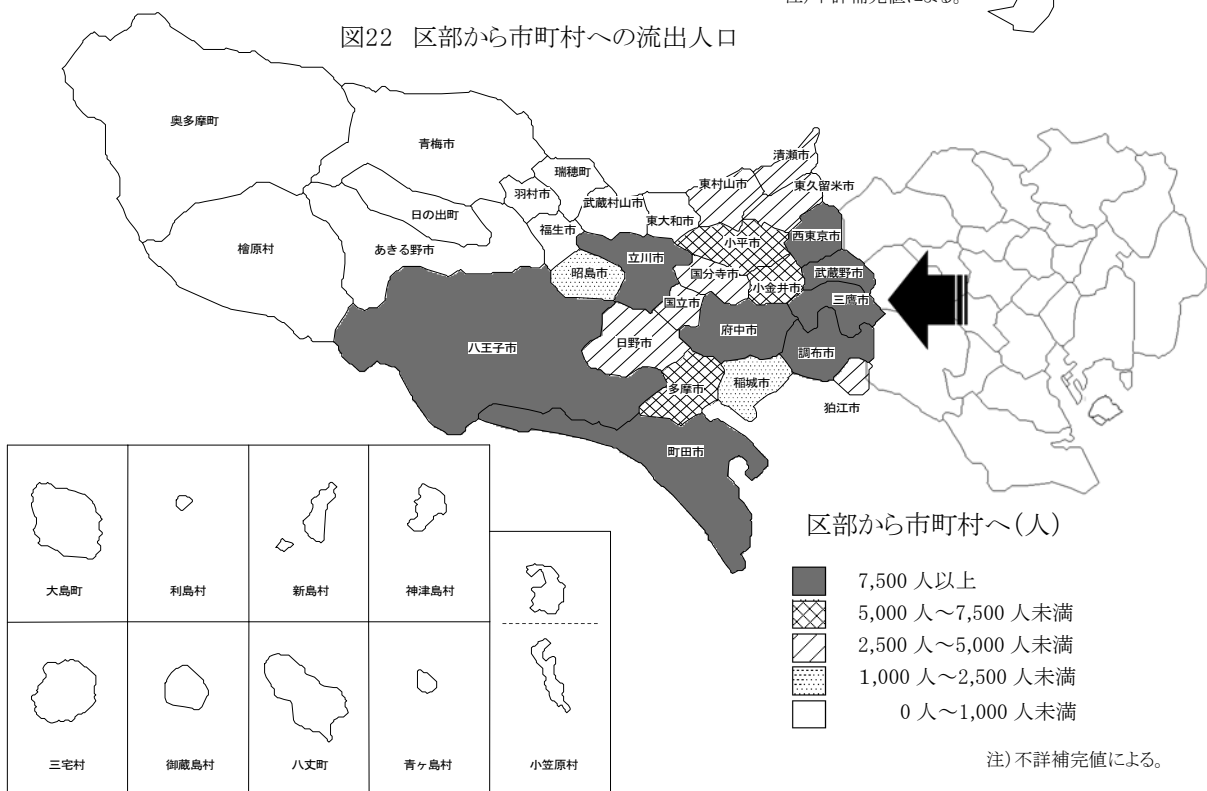 注）不詳補完値による。
図22 区部から市町村への流出人口
奥多摩町
青梅市
瑞穂町
羽村市
日の出町
武蔵村山市
東大和市
東村山市
清瀬市
東久留米市
檜原村
あきる野市
福生市
昭島市
立川市
小平市
西東京市
国分寺市
小金井市
武蔵野市
三鷹市
国立市
府中市
調布市
八王子市
日野市
多摩市
稲城市
狛江市
町田市
大島町
利島村
新島村
神津島村
三宅村
御蔵島村
八丈町
青ヶ島村
小笠原村
区部から市町村へ（人）
7,500 人以上
5,000 人～7,500 人未満
2,500 人～5,000 人未満
1,000 人～2,500 人未満
0 人～1,000 人未満
注）不詳補完値による。